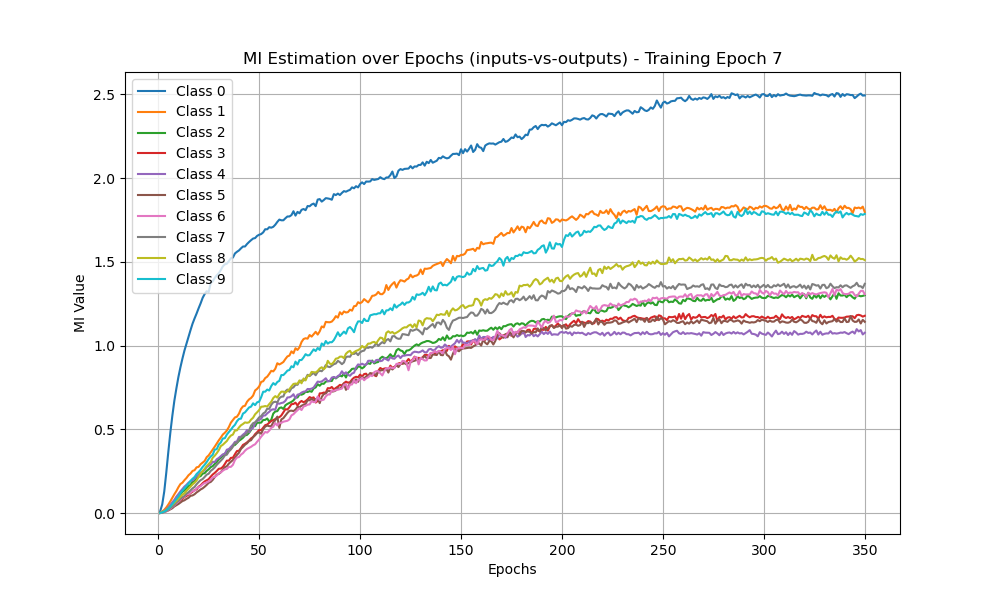 MI Estimation over Epochs (inputs-vs-outputs) - Training Epoch 7
Class 0
Class 1
Class 2
Class 3
Class 4
Class 5
Class 6
Class 7
Class 8
Class 9
MI Value
2.5
2.0
1.5
1.0
0.5
0.0
0 50 100 150 200 250 300 350
Epochs